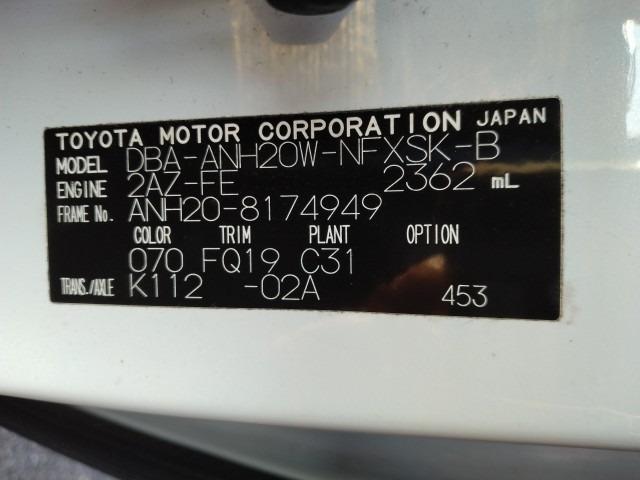 TOYOTA MOTOR CORPORATION JAPAN
MODEL DBA-ANH20W-NFXSK-B
ENGINE 2AZ-FE 2362 mL
FRAME No. ANH20-8174949
COLOR TRIM PLANT OPTION
070 FQ19 C31
TRANS./AXLE K112 -02A 453